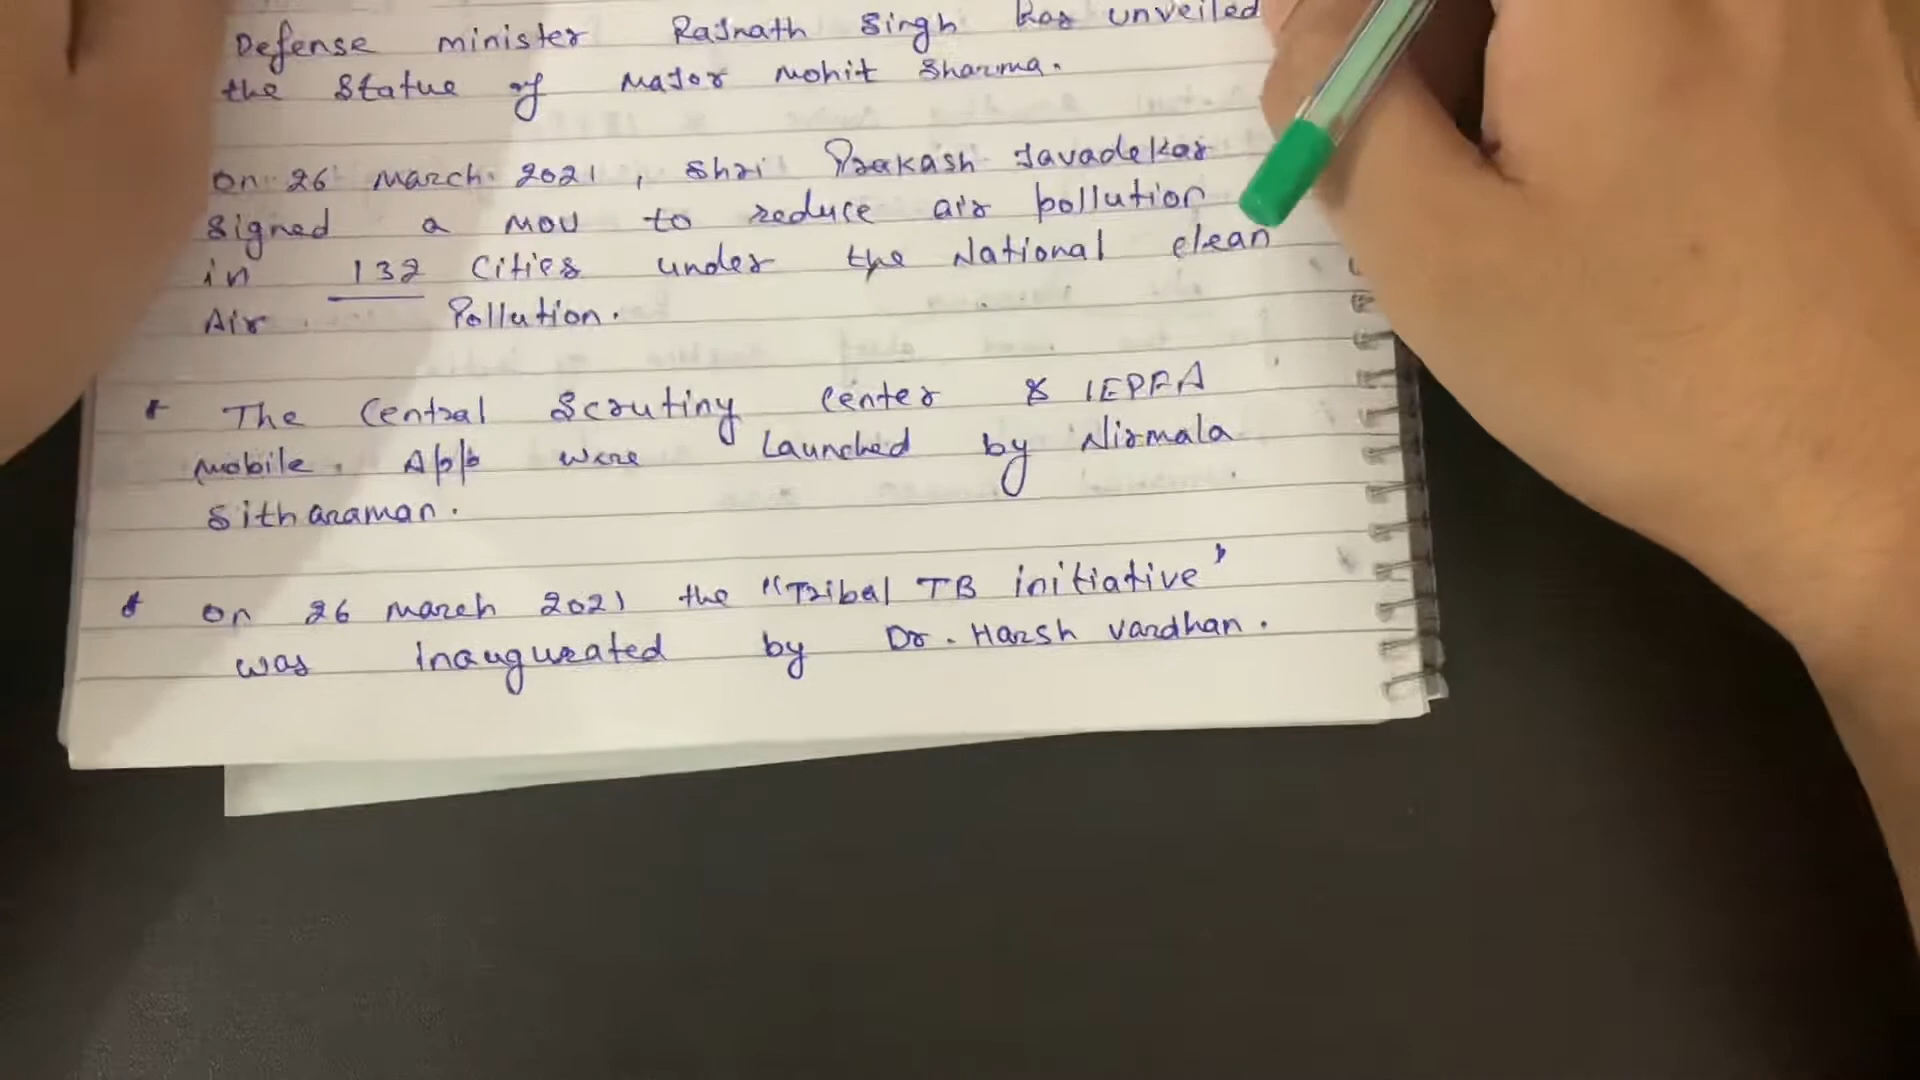 Defense minister Rajnath Singh has unveiled
the Statue of Major Mohit Sharma.
On 26 March 2021, Shri Prakash Javadekar
Signed a MOU to reduce air pollution
in 132 Cities under the National clean
Air Pollution.
* The Central Scrutiny Center & IEPFA
mobile App were Launched by Nirmala
Sitharaman.
* On 26 march 2021 the "Tribal TB initiative"
was Inaugurated by Dr. Harsh Vardhan.